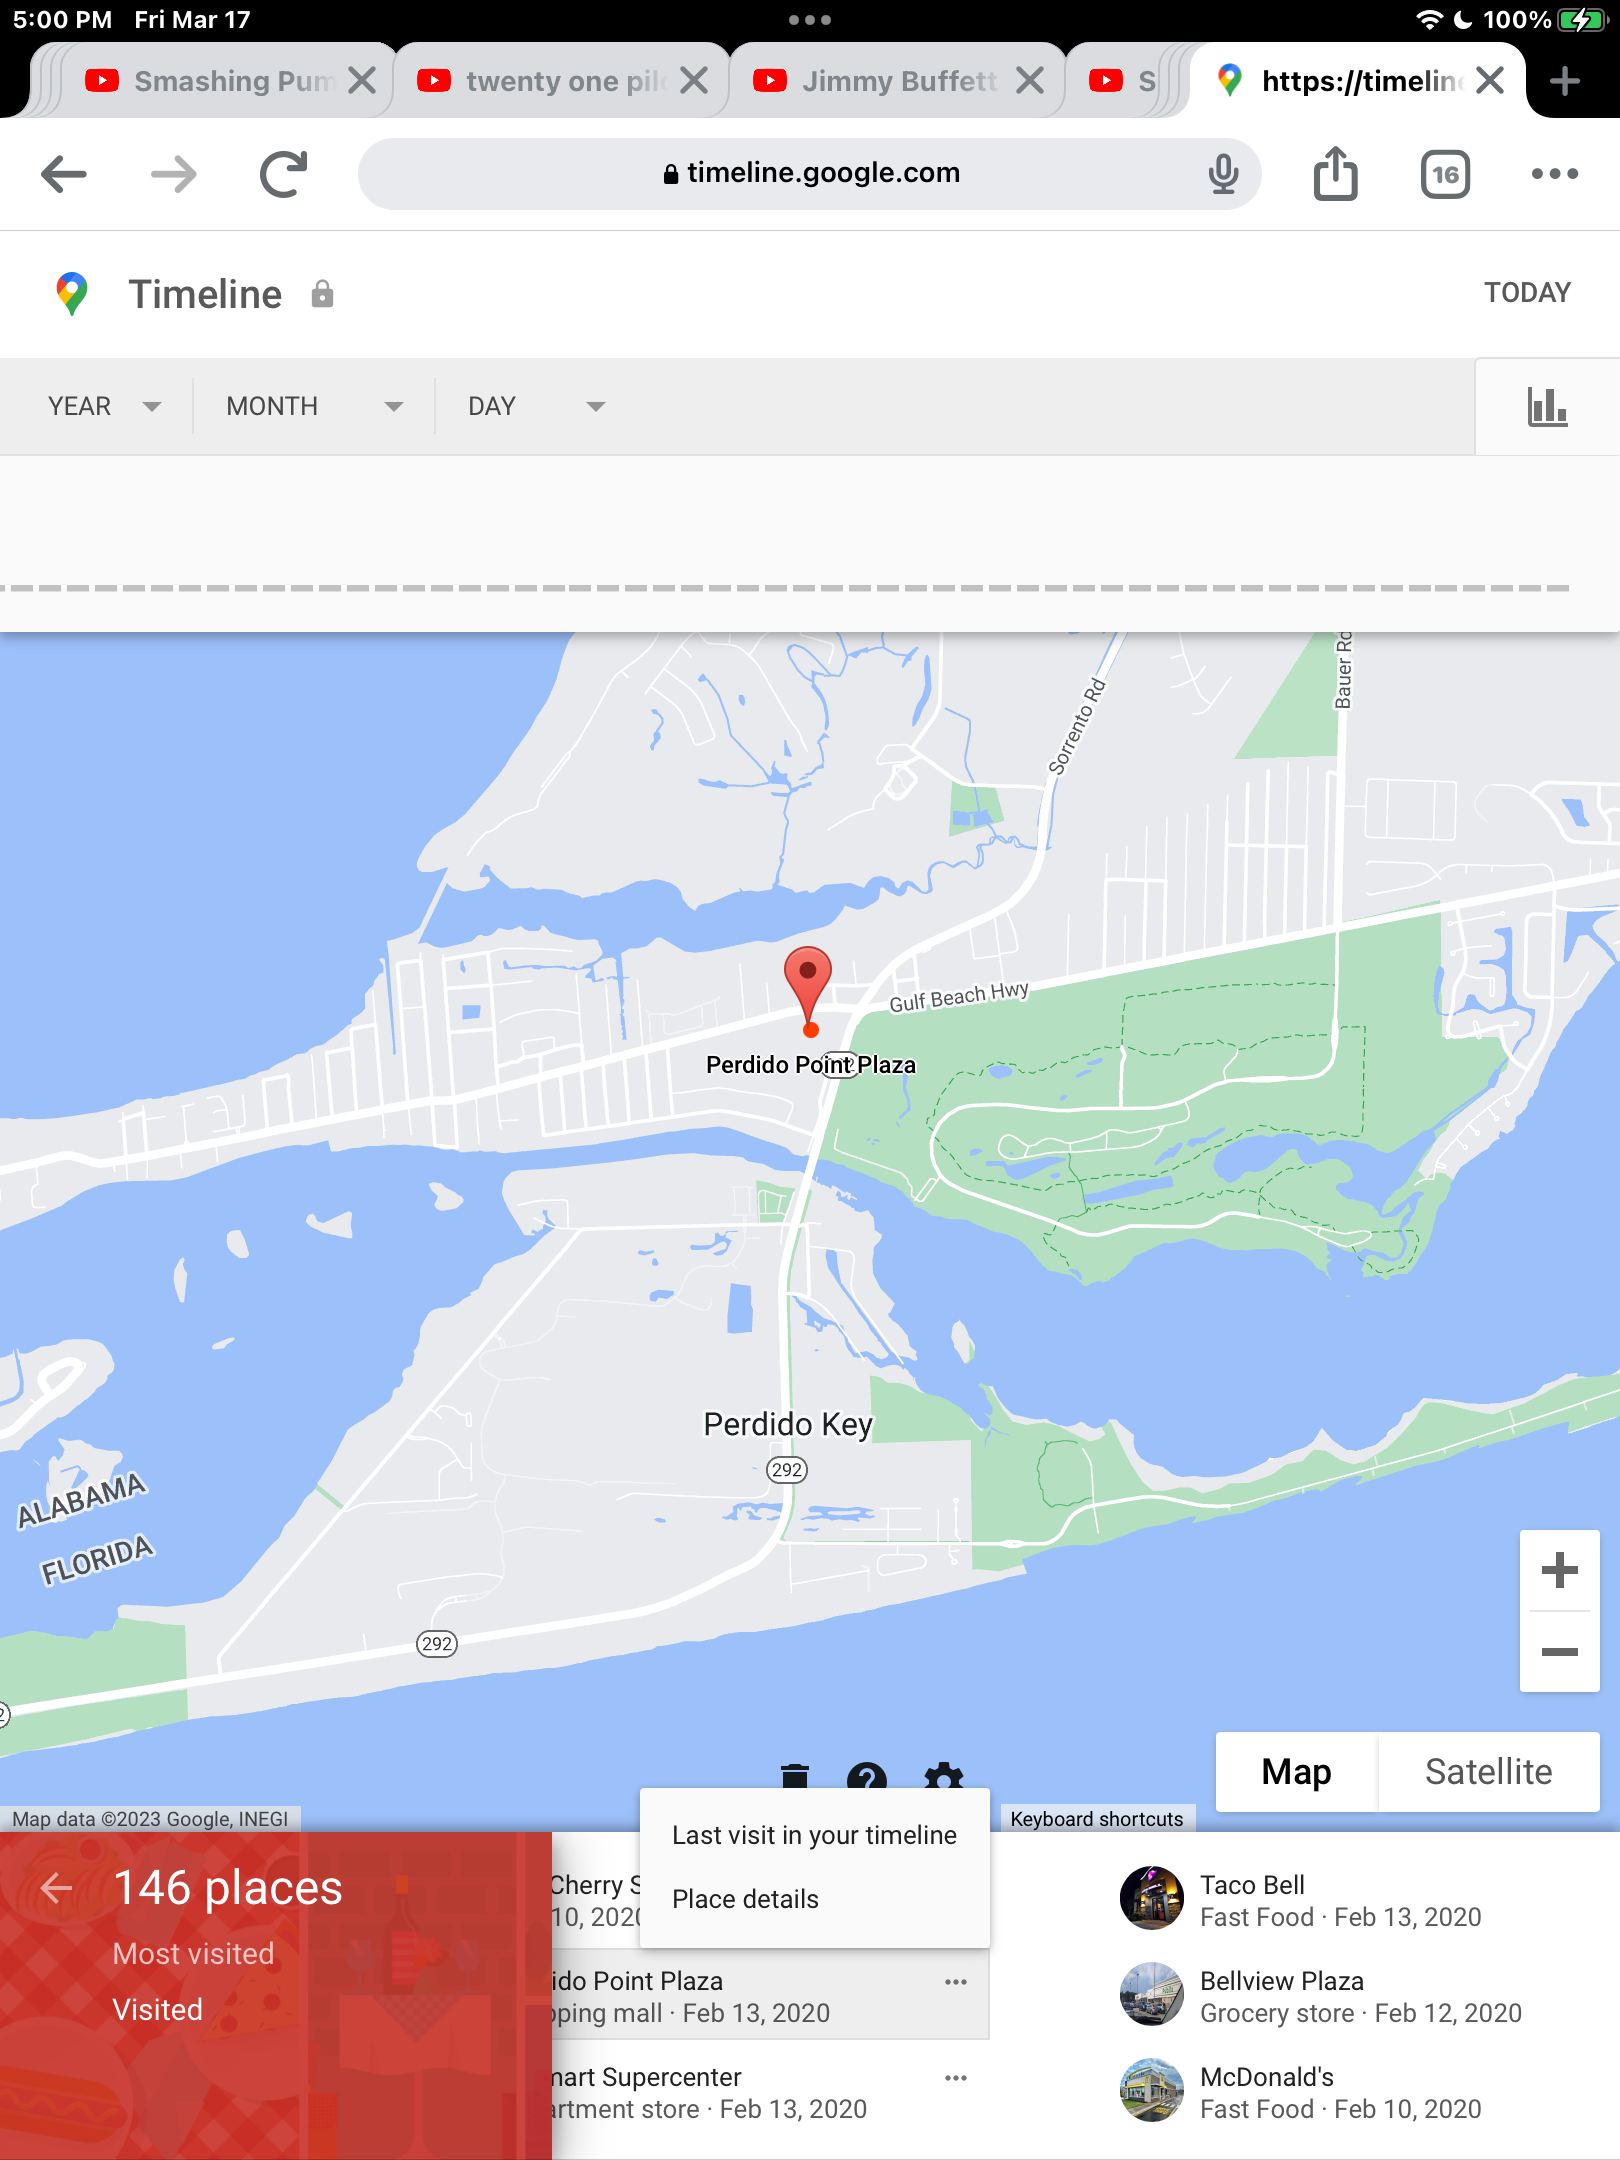 5:00 PM Fri Mar 17
100%
Smashing Pum
twenty one pil
Jimmy Buffett
S
https://timeline
timeline.google.com
16
Timeline
TODAY
YEAR
MONTH
DAY
Bauer Rd
Sorrento Rd
Gulf Beach Hwy
Perdido Point Plaza
Perdido Key
292
ALABAMA
FLORIDA
292
2
Map
Satellite
Map data ©2023 Google, INEGI
Keyboard shortcuts
146 places
Most visited
Visited
Last visit in your timeline
Place details
Cherry S
10, 2020
ido Point Plaza
pping mall · Feb 13, 2020
mart Supercenter
artment store · Feb 13, 2020
Taco Bell
Fast Food · Feb 13, 2020
Bellview Plaza
Grocery store · Feb 12, 2020
McDonald's
Fast Food · Feb 10, 2020